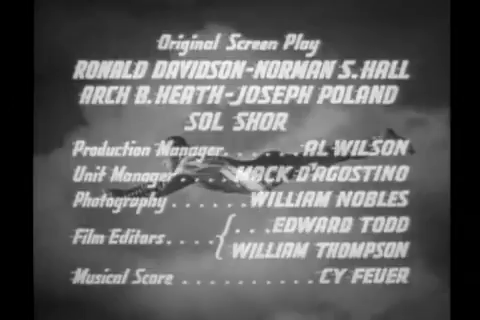 Original Screen Play
RONALD DAVIDSON-NORMAN S. HALL
ARCH B. HEATH-JOSEPH POLAND
SOL SHOR
Production Manager. . . . . . AL WILSON
Unit Manager. . . . . MACK D'AGOSTINO
Photography . . . . . . WILLIAM NOBLES
Film Editors. . . . { . . . EDWARD TODD
WILLIAM THOMPSON
Musical Score . . . . . . . . . . CY FEUER